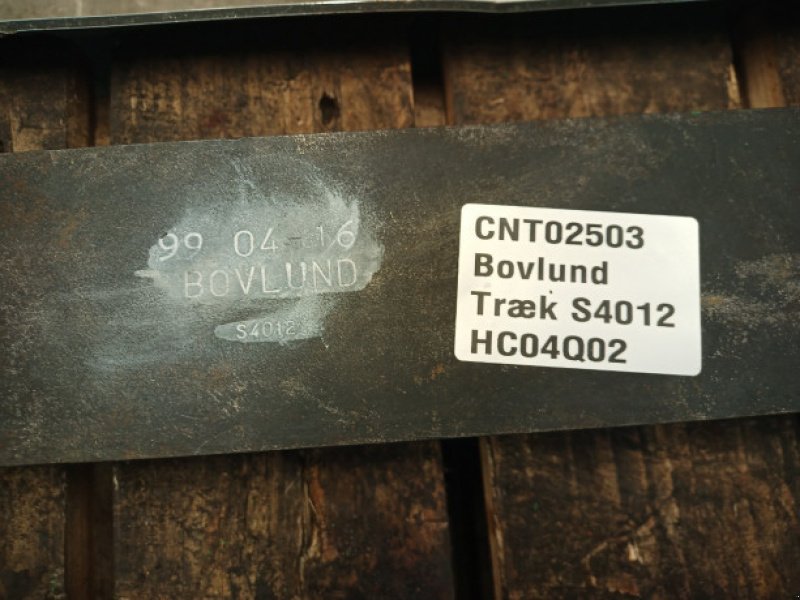 99 04-16
BOVLUND
S4012
CNT02503
Bovlund
Træk S4012
HC04Q02